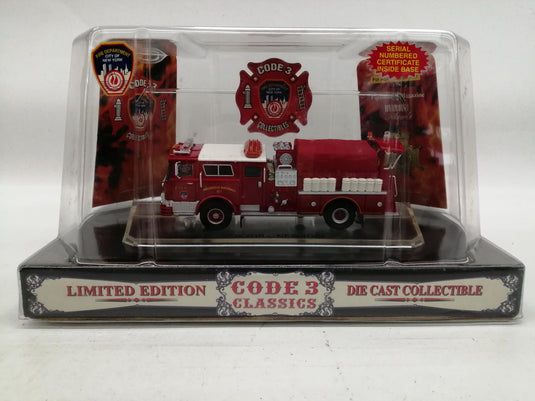 FIRE DEPARTMENT
CITY OF
NEW YORK
CODE 3
1
COLLECTIBLES
SERIAL
NUMBERED
CERTIFICATE
INSIDE BASE
LIMITED EDITION
CODE 3
CLASSICS
DIE CAST COLLECTIBLE